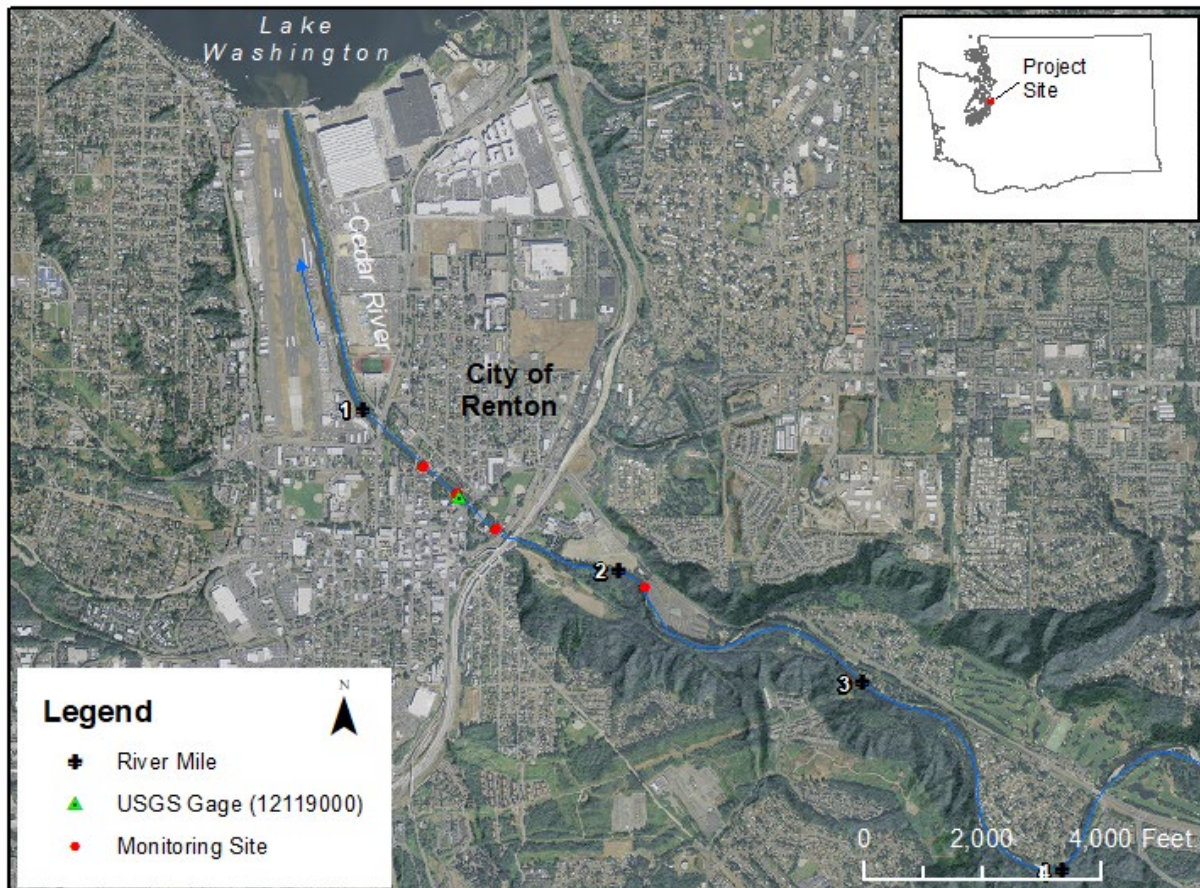 Lake
Washington
Project
Site
Cedar River
City of
Renton
1
2
3
4
Legend
N
River Mile
USGS Gage (12119000)
Monitoring Site
0 2,000 4,000 Feet